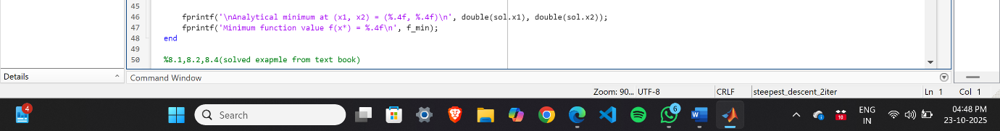 45
46 fprintf('\nAnalytical minimum at (x1, x2) = (%.4f, %.4f)\n', double(sol.x1), double(sol.x2));
47 fprintf('Minimum function value f(x*) = %.4f\n', f_min);
48 end
49
50 %8.1,8.2,8.4(solved exapmle from text book)
Details
Command Window
Zoom: 90... UTF-8 CRLF steepest_descent_2iter Ln 1 Col 1
4 Search 6 10 ENG 04:48 PM
IN 23-10-2025